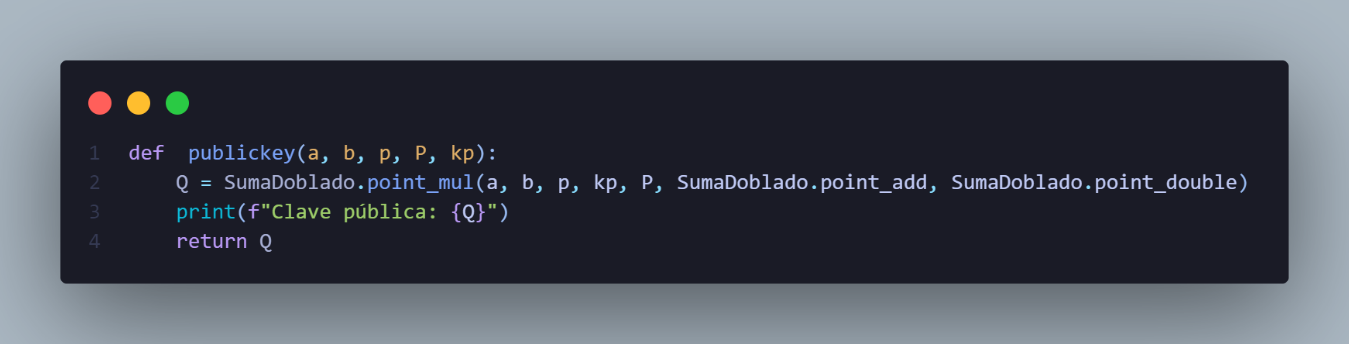 1 def  publickey(a, b, p, P, kp):
2     Q = SumaDoblado.point_mul(a, b, p, kp, P, SumaDoblado.point_add, SumaDoblado.point_double)
3     print(f"Clave pública: {Q}")
4     return Q